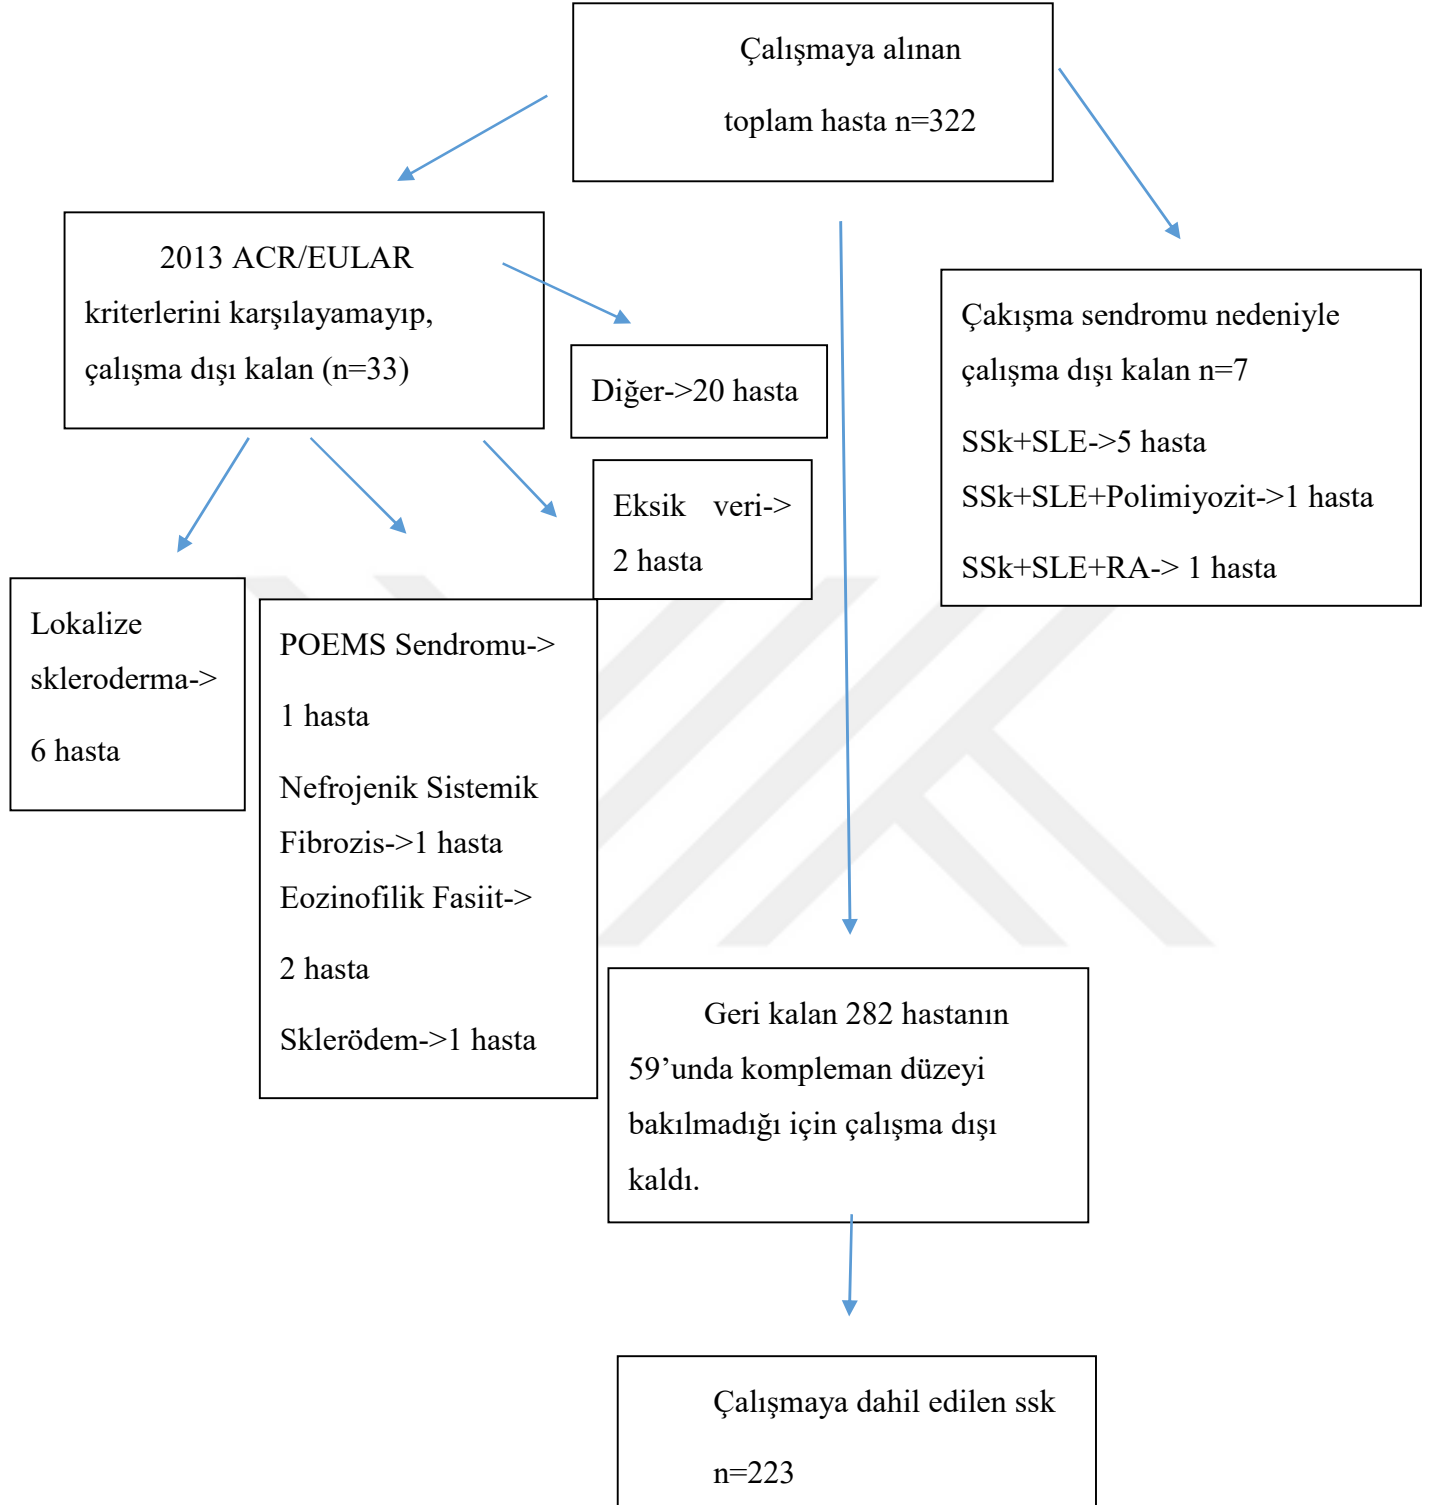 Çalışmaya alınan
toplam hasta n=322
2013 ACR/EULAR
kriterlerini karşılayamayıp,
çalışma dışı kalan (n=33)
Çakışma sendromu nedeniyle
çalışma dışı kalan n=7
SSk+SLE->5 hasta
SSk+SLE+Polimiyozit->1 hasta
SSk+SLE+RA-> 1 hasta
Diğer->20 hasta
Eksik veri->
2 hasta
Lokalize
skleroderma->
6 hasta
POEMS Sendromu->
1 hasta
Nefrojenik Sistemik
Fibrozis->1 hasta
Eozinofilik Fasiit->
2 hasta
Sklerödem->1 hasta
Geri kalan 282 hastanın
59’unda kompleman düzeyi
bakılmadığı için çalışma dışı
kaldı.
Çalışmaya dahil edilen ssk
n=223